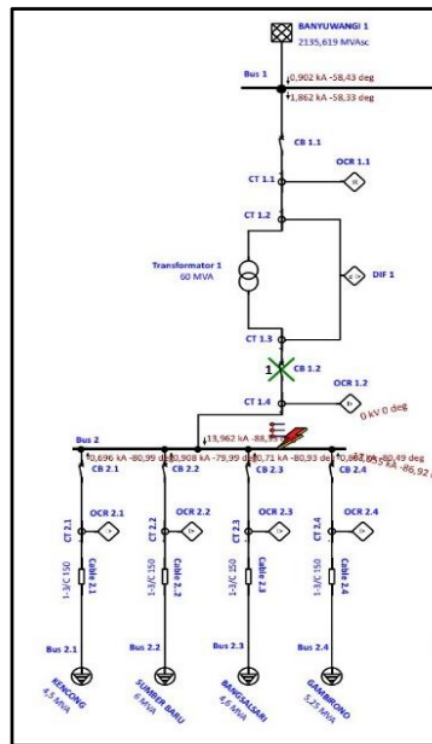 BANYUWANGI 1
2135,619 MVAsc
Bus 1
0,902 kA -58,43 deg
1,862 kA -58,33 deg
CB 1.1
OCR 1.1
CT 1.1
CT 1.2
Transformator 1
60 MVA
DIF 1
CT 1.3
1
CB 1.2
OCR 1.2
CT 1.4
0 kV 0 deg
13,962 kA
Bus 2
0,696 kA -80,99 deg
0,908 kA -79,99 deg
0,71 kA -80,93 deg
-80,49 deg
-86,92
CB 2.1
CB 2.2
CB 2.3
CB 2.4
OCR 2.1
OCR 2.2
OCR 2.3
OCR 2.4
CT 2.1
CT 2.2
CT 2.3
CT 2.4
Cable 2.1
1-3/C 150
Cable 2..2
1-3/C 150
Cable 2.3
1-3/C 150
Cable 2.4
1-3/C 150
Bus 2.1
Bus 2.2
Bus 2.3
Bus 2.4
KENCONG
4,5 MVA
SUMBER BARU
6 MVA
BANGSALSARI
4,6 MVA
GAMBRONO
5,25 MVA